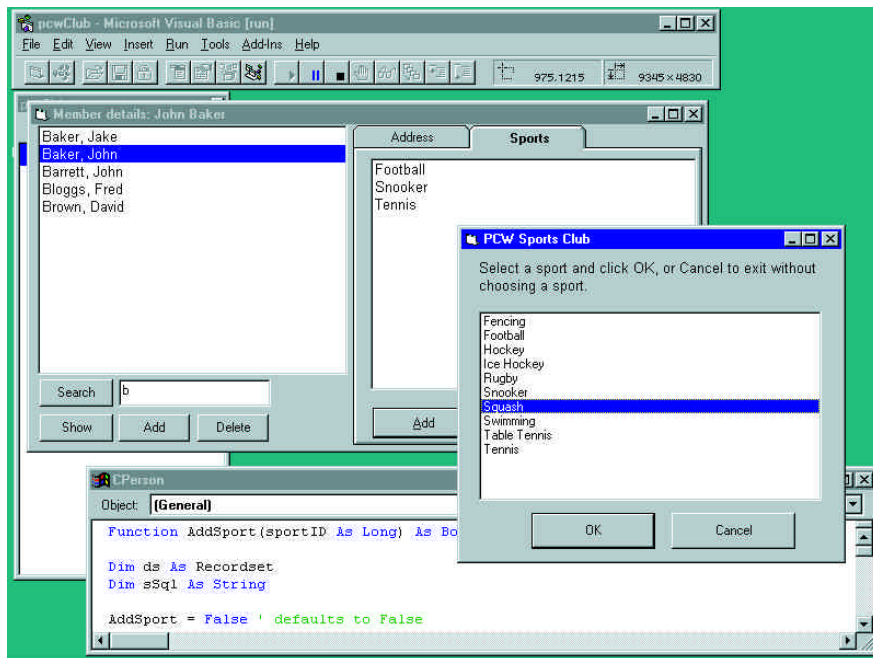 pcwClub - Microsoft Visual Basic [run]
File Edit View Insert Run Tools Add-Ins Help
975,1215
9345 × 4830
Member details: John Baker
Baker, Jake
Baker, John
Barrett, John
Bloggs, Fred
Brown, David
Search
b
Show
Add
Delete
Address
Sports
Football
Snooker
Tennis
Add
PCW Sports Club
Select a sport and click OK, or Cancel to exit without
choosing a sport.
Fencing
Football
Hockey
Ice Hockey
Rugby
Snooker
Squash
Swimming
Table Tennis
Tennis
OK
Cancel
CPerson
Object: (General)
Function AddSport(sportID As Long) As Bo
Dim ds As Recordset
Dim sSql As String
AddSport = False ' defaults to False